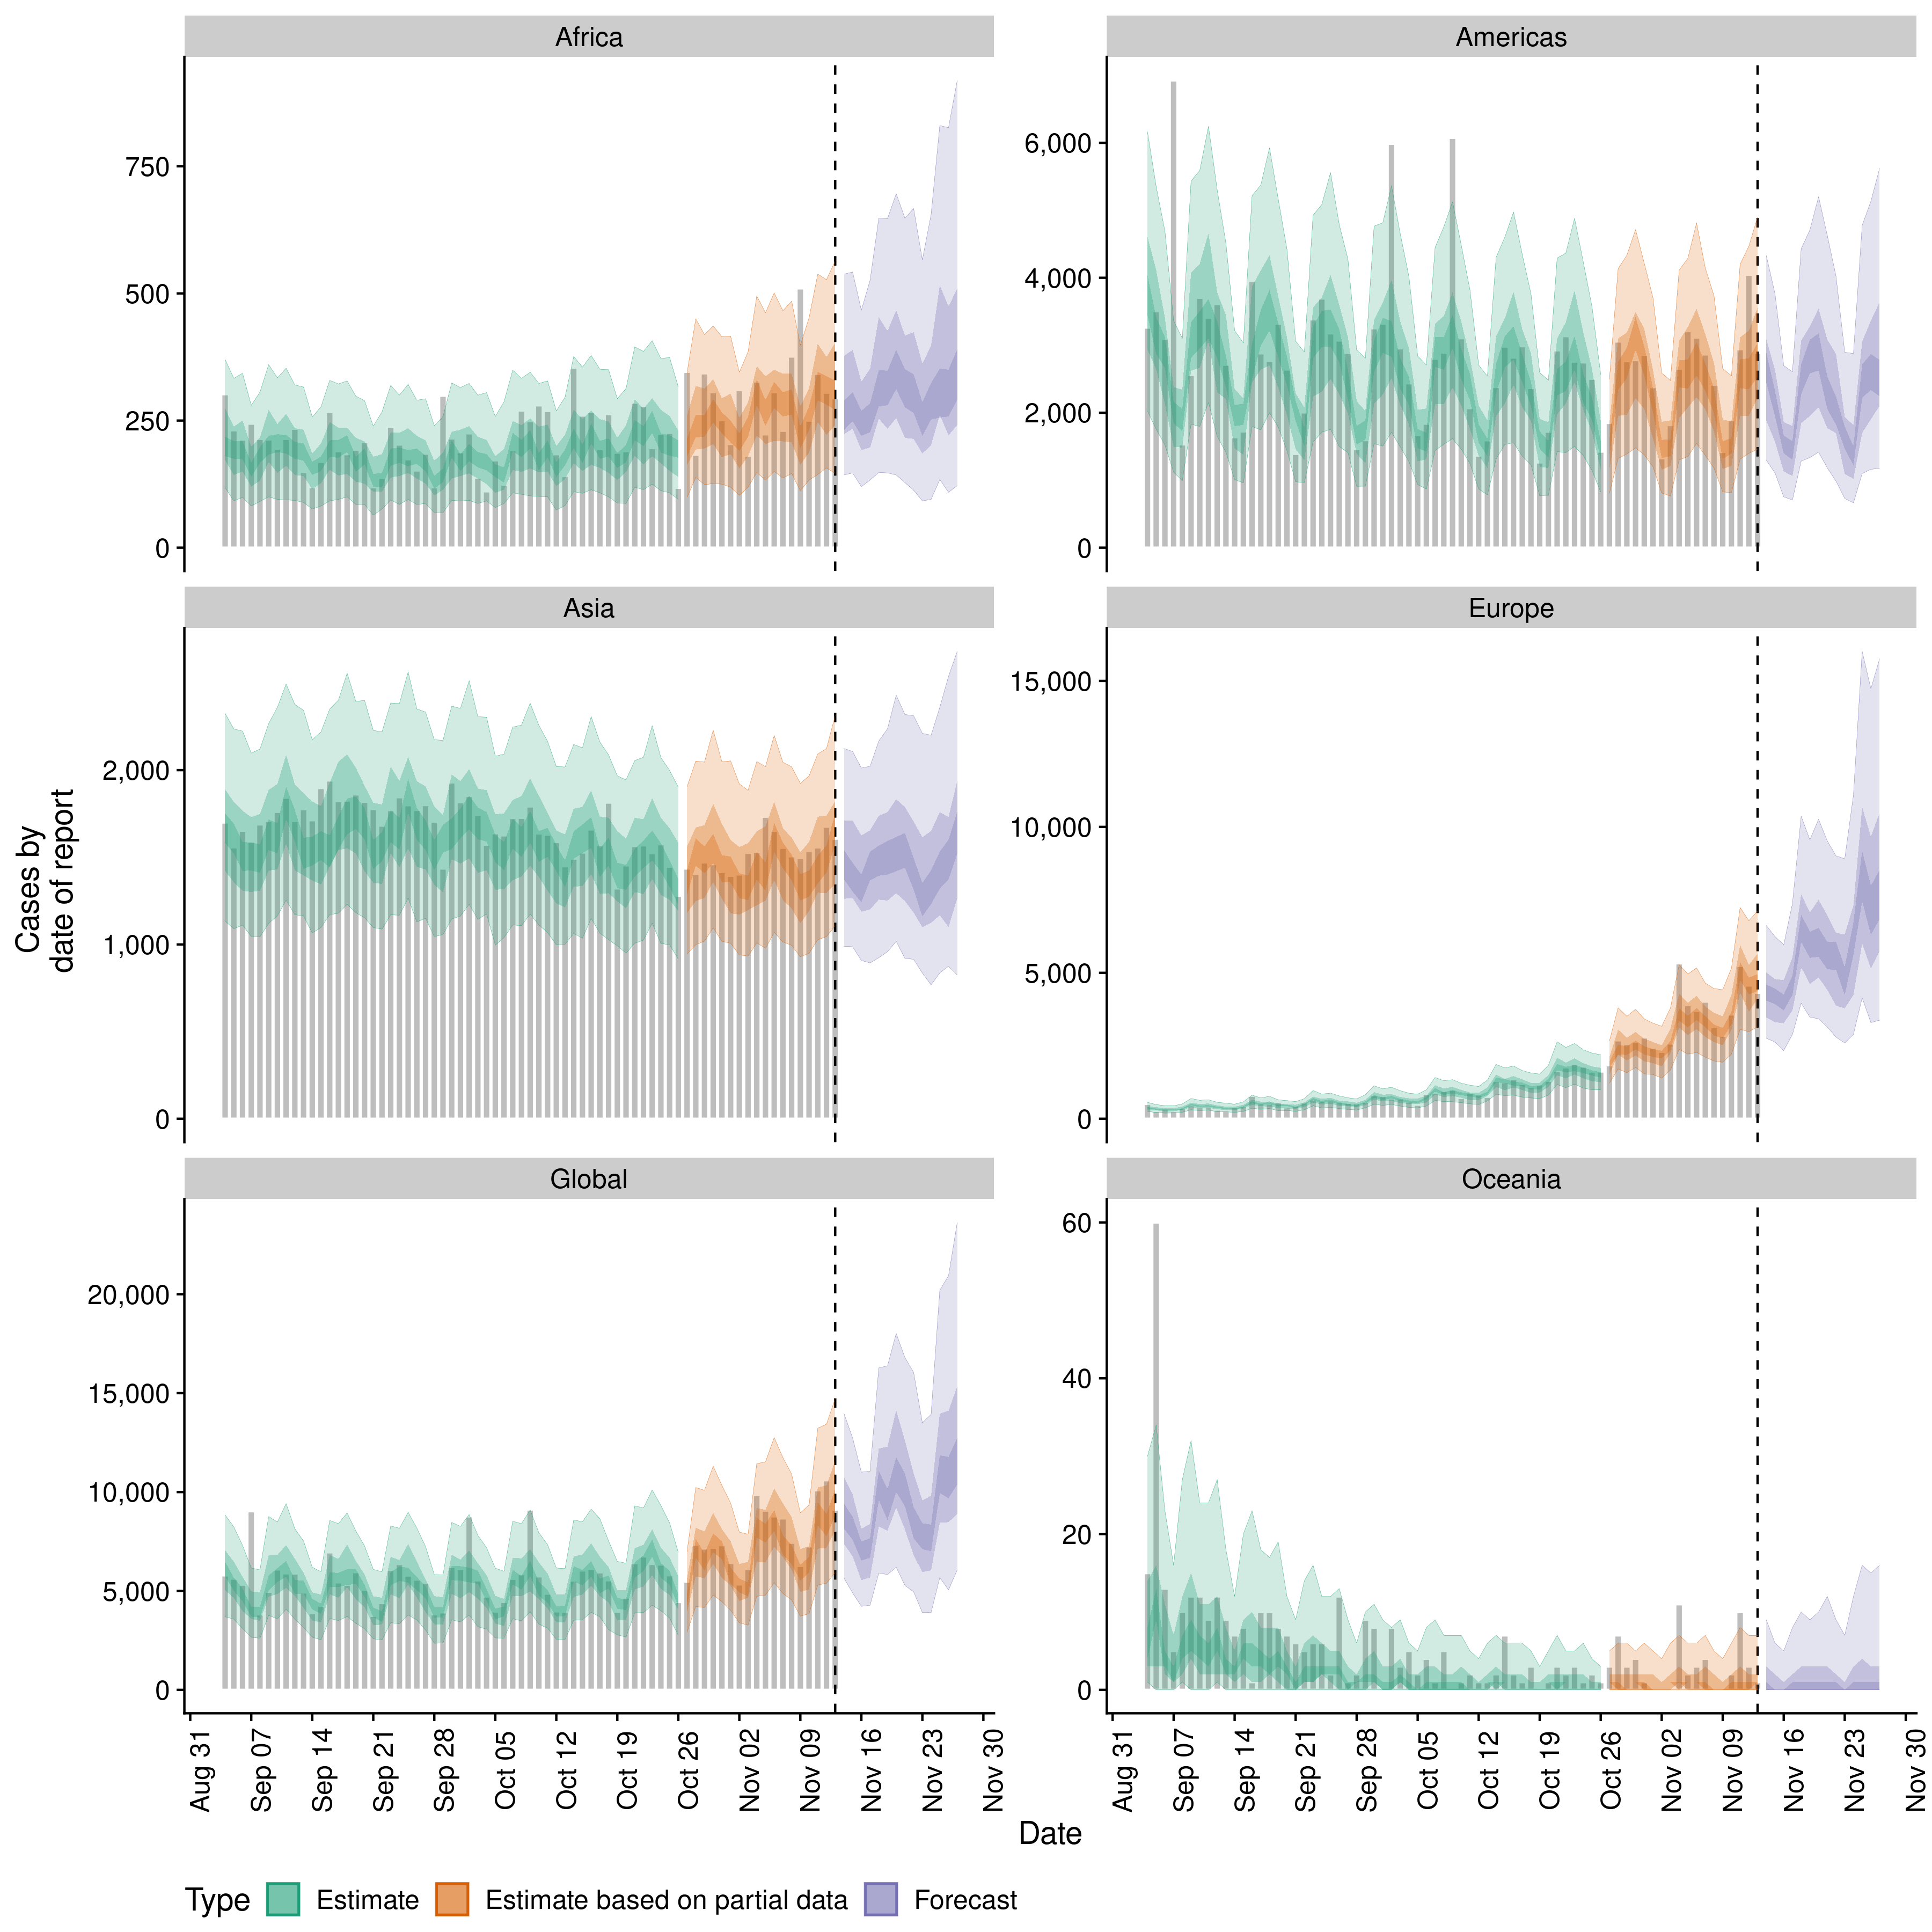 Africa
Americas
750
500
250
0
6,000
4,000
2,000
0
Asia
Europe
2,000
1,000
0
15,000
10,000
5,000
0
Cases by
date of report
Global
Oceania
20,000
15,000
10,000
5,000
0
60
40
20
0
Aug 31
Sep 07
Sep 14
Sep 21
Sep 28
Oct 05
Oct 12
Oct 19
Oct 26
Nov 02
Nov 09
Nov 16
Nov 23
Nov 30
Aug 31
Sep 07
Sep 14
Sep 21
Sep 28
Oct 05
Oct 12
Oct 19
Oct 26
Nov 02
Nov 09
Nov 16
Nov 23
Nov 30
Date
Type Estimate Estimate based on partial data Forecast